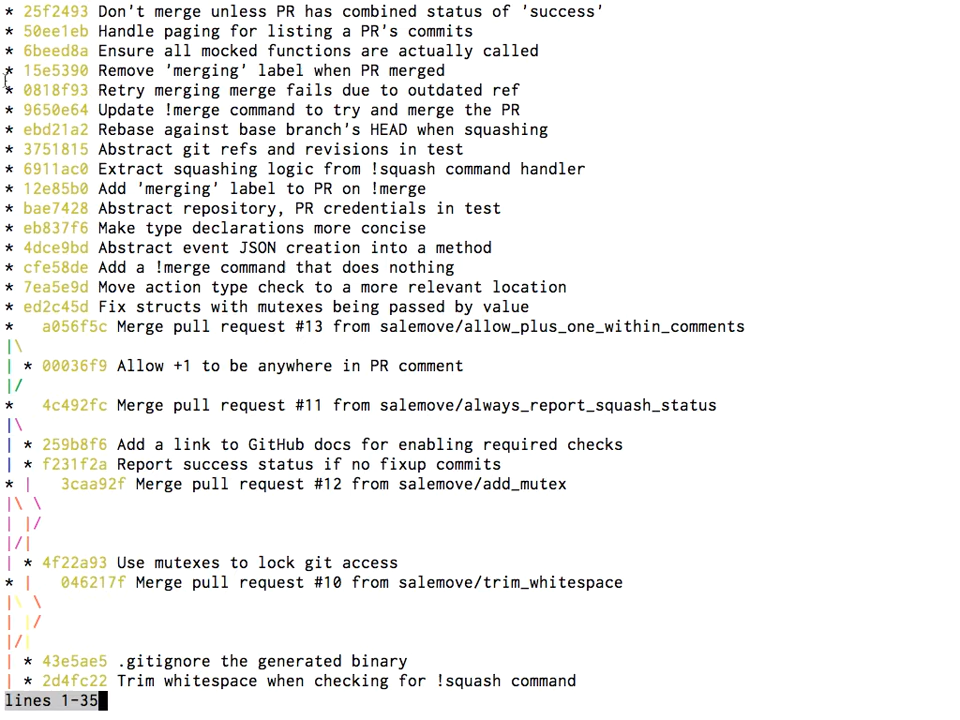 * 25f2493 Don't merge unless PR has combined status of 'success'
* 50ee1eb Handle paging for listing a PR's commits
* 6beed8a Ensure all mocked functions are actually called
* 15e5390 Remove 'merging' label when PR merged
* 0818f93 Retry merging merge fails due to outdated ref
* 9650e64 Update !merge command to try and merge the PR
* ebd21a2 Rebase against base branch's HEAD when squashing
* 3751815 Abstract git refs and revisions in test
* 6911ac0 Extract squashing logic from !squash command handler
* 12e85b0 Add 'merging' label to PR on !merge
* bae7428 Abstract repository, PR credentials in test
* eb837f6 Make type declarations more concise
* 4dce9bd Abstract event JSON creation into a method
* cfe58de Add a !merge command that does nothing
* 7ea5e9d Move action type check to a more relevant location
* ed2c45d Fix structs with mutexes being passed by value
*   a056f5c Merge pull request #13 from salemove/allow_plus_one_within_comments
|\
| * 00036f9 Allow +1 to be anywhere in PR comment
|/
*   4c492fc Merge pull request #11 from salemove/always_report_squash_status
|\
| * 259b8f6 Add a link to GitHub docs for enabling required checks
| * f231f2a Report success status if no fixup commits
* |   3caa92f Merge pull request #12 from salemove/add_mutex
|\ \
| |/
|/|
| * 4f22a93 Use mutexes to lock git access
* |   046217f Merge pull request #10 from salemove/trim_whitespace
|\ \
| |/
|/|
| * 43e5ae5 .gitignore the generated binary
| * 2d4fc22 Trim whitespace when checking for !squash command
lines 1-35